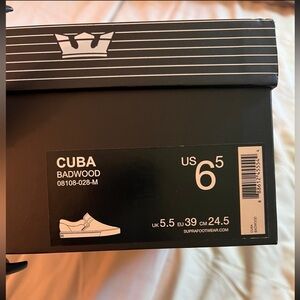 CUBA
BADWOOD
08108-028-M
US 6 5
UK 5.5 EU 39 CM 24.5
SUPRAFOOTWEAR.COM